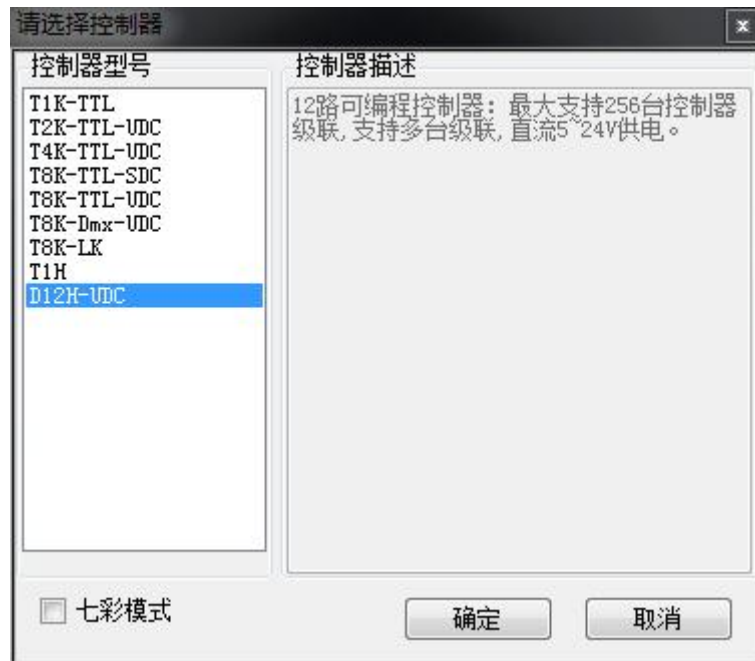 请选择控制器
控制器型号
T1K-TTL
T2K-TTL-UDC
T4K-TTL-UDC
T8K-TTL-SDC
T8K-TTL-UDC
T8K-Dmx-UDC
T8K-LK
T1H
D12H-UDC
控制器描述
12路可编程控制器：最大支持256台控制器
级联,支持多台级联,直流5~24V供电。
七彩模式
确定
取消